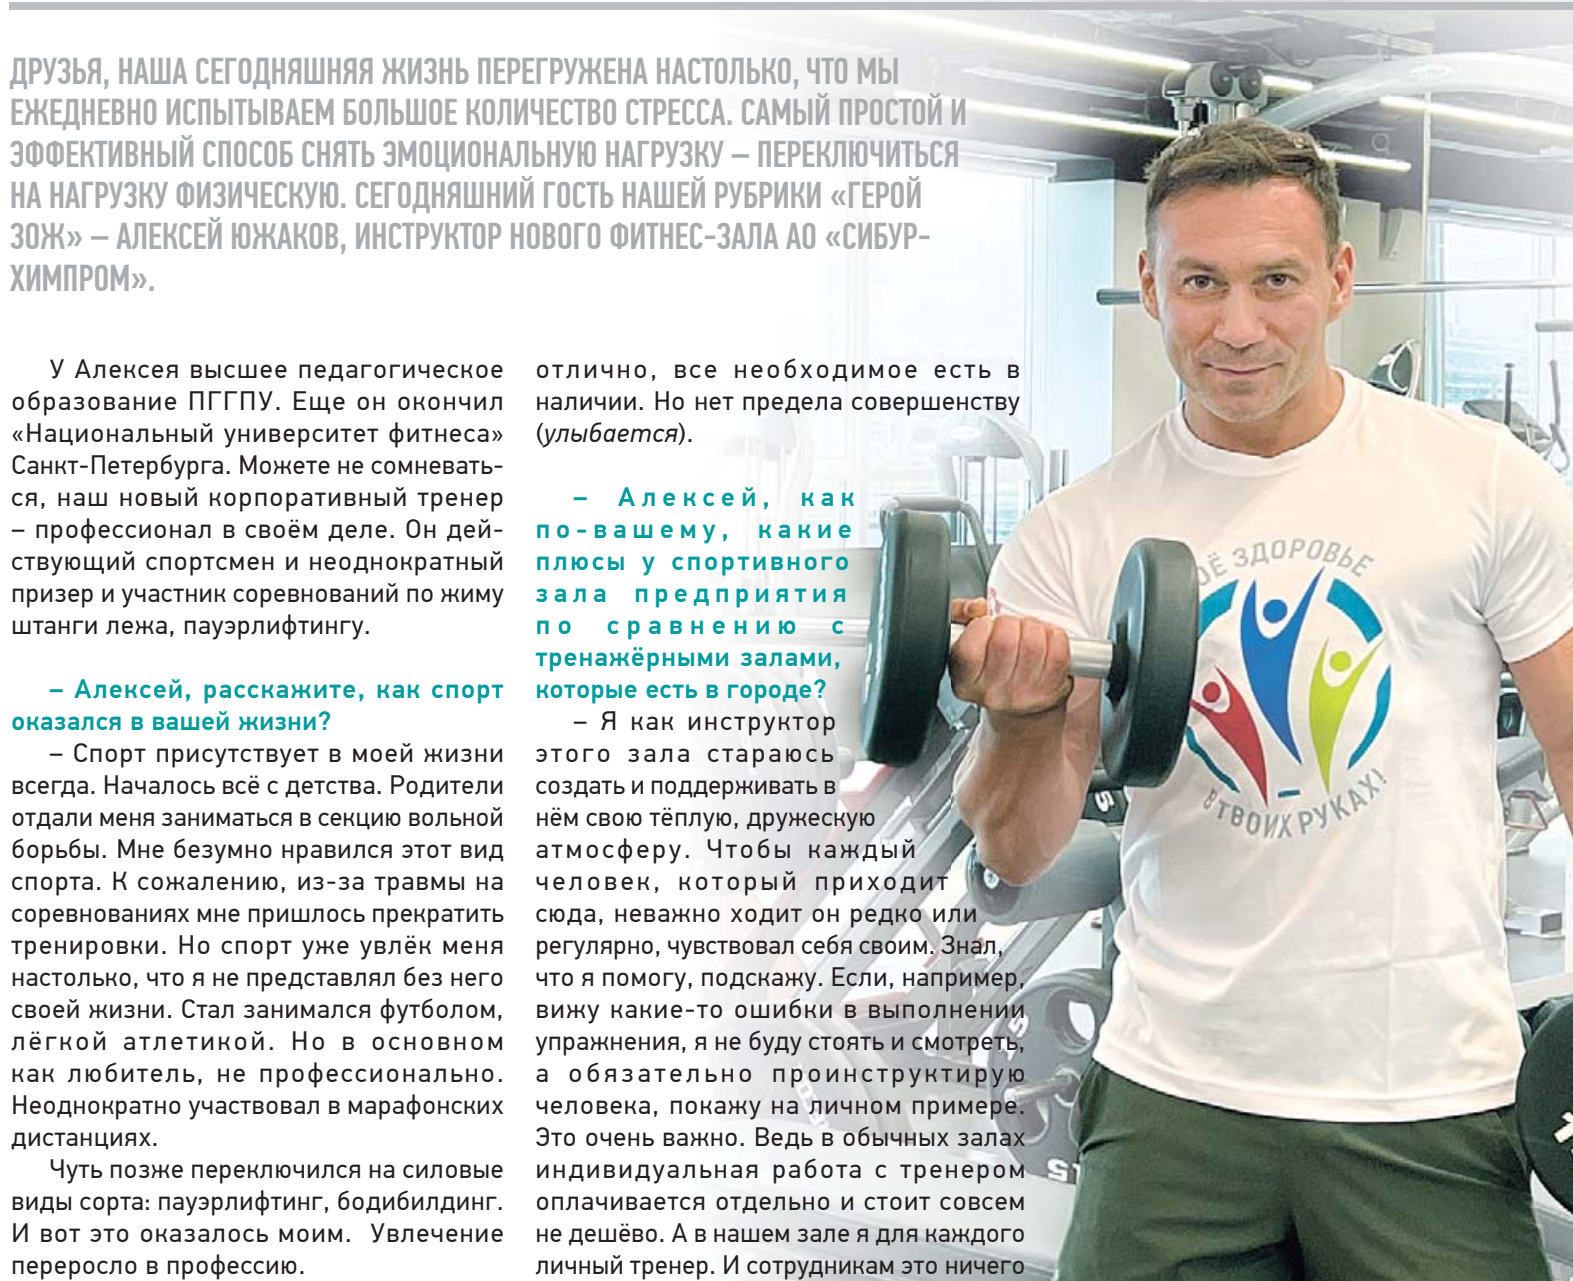 ДРУЗЬЯ, НАША СЕГОДНЯШНЯЯ ЖИЗНЬ ПЕРЕГРУЖЕНА НАСТОЛЬКО, ЧТО МЫ
ЕЖЕДНЕВНО ИСПЫТЫВАЕМ БОЛЬШОЕ КОЛИЧЕСТВО СТРЕССА. САМЫЙ ПРОСТОЙ И
ЭФФЕКТИВНЫЙ СПОСОБ СНЯТЬ ЭМОЦИОНАЛЬНУЮ НАГРУЗКУ – ПЕРЕКЛЮЧИТЬСЯ
НА НАГРУЗКУ ФИЗИЧЕСКУЮ. СЕГОДНЯШНИЙ ГОСТЬ НАШЕЙ РУБРИКИ «ГЕРОЙ
ЗОЖ» – АЛЕКСЕЙ ЮЖАКОВ, ИНСТРУКТОР НОВОГО ФИТНЕС-ЗАЛА АО «СИБУР-
ХИМПРОМ».
У Алексея высшее педагогическое
образование ПГГПУ. Еще он окончил
«Национальный университет фитнеса»
Санкт-Петербурга. Можете не сомневать-
ся, наш новый корпоративный тренер
– профессионал в своём деле. Он дей-
ствующий спортсмен и неоднократный
призер и участник соревнований по жиму
штанги лежа, пауэрлифтингу.
– Алексей, расскажите, как спорт
оказался в вашей жизни?
– Спорт присутствует в моей жизни
всегда. Началось всё с детства. Родители
отдали меня заниматься в секцию вольной
борьбы. Мне безумно нравился этот вид
спорта. К сожалению, из-за травмы на
соревнованиях мне пришлось прекратить
тренировки. Но спорт уже увлёк меня
настолько, что я не представлял без него
своей жизни. Стал занимался футболом,
лёгкой атлетикой. Но в основном
как любитель, не профессионально.
Неоднократно участвовал в марафонских
дистанциях.
Чуть позже переключился на силовые
виды сорта: пауэрлифтинг, бодибилдинг.
И вот это оказалось моим. Увлечение
переросло в профессию.
отлично, все необходимое есть в
наличии. Но нет предела совершенству
(улыбается).
– Алексей, как
по-вашему, какие
плюсы у спортивного
зала предприятия
по сравнению с
тренажёрными залами,
которые есть в городе?
– Я как инструктор
этого зала стараюсь
создать и поддерживать в
нём свою тёплую, дружескую
атмосферу. Чтобы каждый
человек, который приходит
сюда, неважно ходит он редко или
регулярно, чувствовал себя своим. Знал,
что я помогу, подскажу. Если, например,
вижу какие-то ошибки в выполнении
упражнения, я не буду стоять и смотреть,
а обязательно проинструктирую
человека, покажу на личном примере.
Это очень важно. Ведь в обычных залах
индивидуальная работа с тренером
оплачивается отдельно и стоит совсем
не дешёво. А в нашем зале я для каждого
личный тренер. И сотрудникам это ничего
ОЁ ЗДОРОВЬЕ
В ТВОИХ РУКАХ!